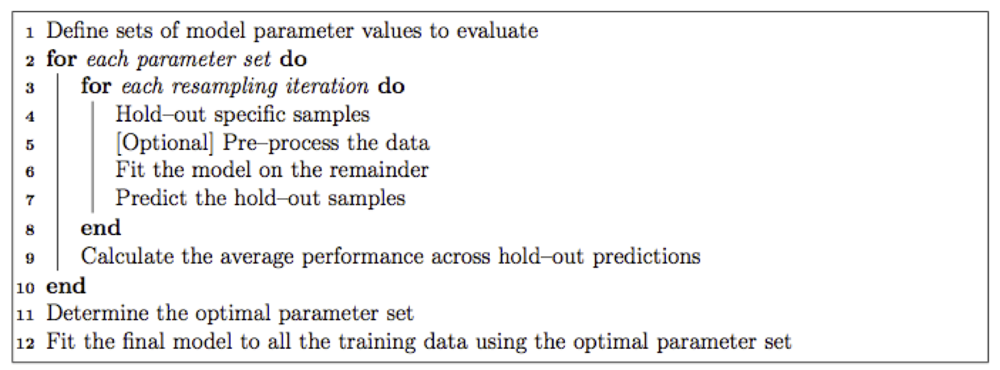 1 Define sets of model parameter values to evaluate
2 for each parameter set do
3 for each resampling iteration do
4 Hold–out specific samples
5 [Optional] Pre–process the data
6 Fit the model on the remainder
7 Predict the hold–out samples
8 end
9 Calculate the average performance across hold–out predictions
10 end
11 Determine the optimal parameter set
12 Fit the final model to all the training data using the optimal parameter set